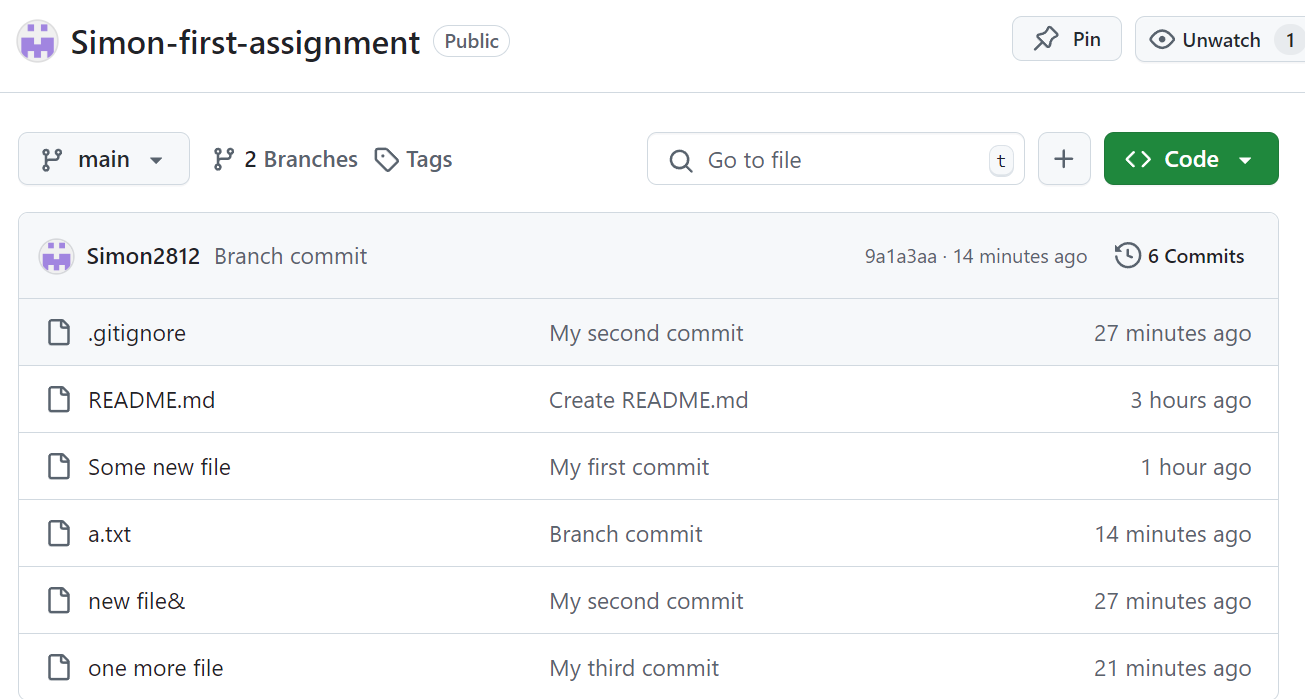 Simon-first-assignment Public Pin Unwatch 1
main 2 Branches Tags Go to file t + Code
Simon2812 Branch commit 9a1a3aa · 14 minutes ago 6 Commits
.gitignore My second commit 27 minutes ago
README.md Create README.md 3 hours ago
Some new file My first commit 1 hour ago
a.txt Branch commit 14 minutes ago
new file& My second commit 27 minutes ago
one more file My third commit 21 minutes ago